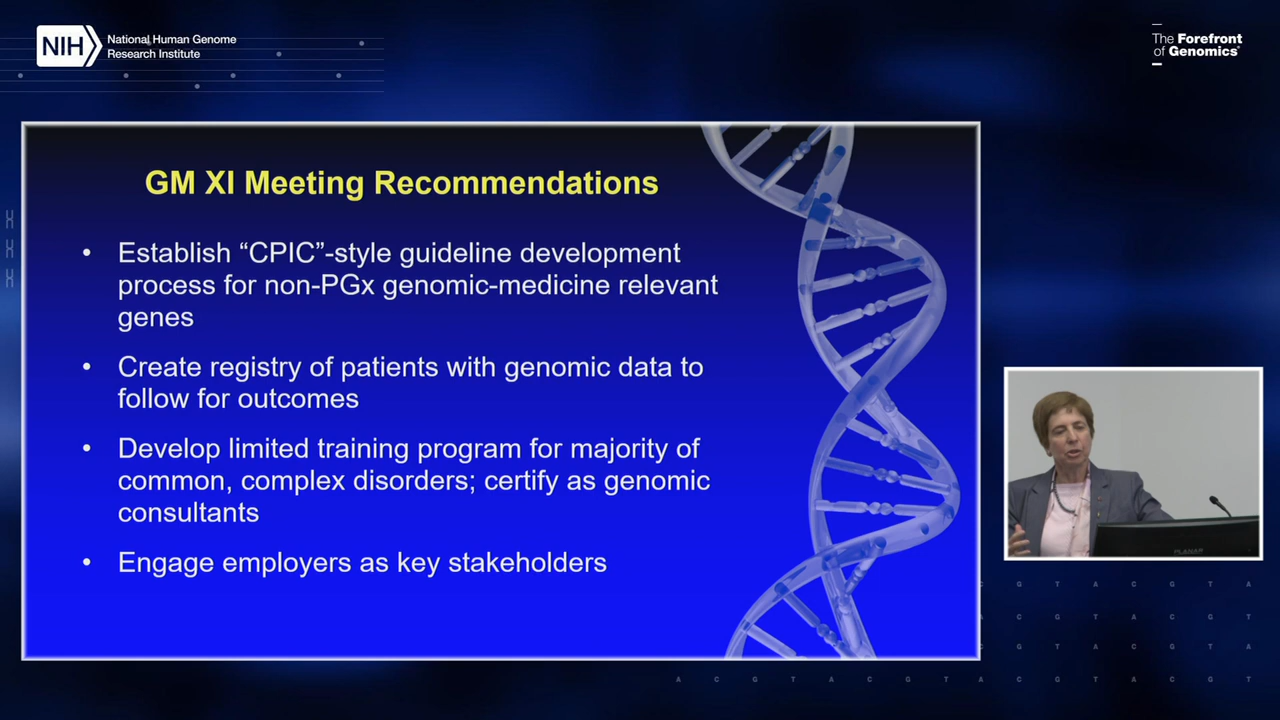 NIH
National Human Genome
Research Institute
The Forefront
of Genomics®
GM XI Meeting Recommendations
• Establish “CPIC”-style guideline development
process for non-PGx genomic-medicine relevant
genes
• Create registry of patients with genomic data to
follow for outcomes
• Develop limited training program for majority of
common, complex disorders; certify as genomic
consultants
• Engage employers as key stakeholders
PLANAR
C G T A C G T A
C G T A C G T
C G T A C G T A
A C G T A C G T A C G T A C G T